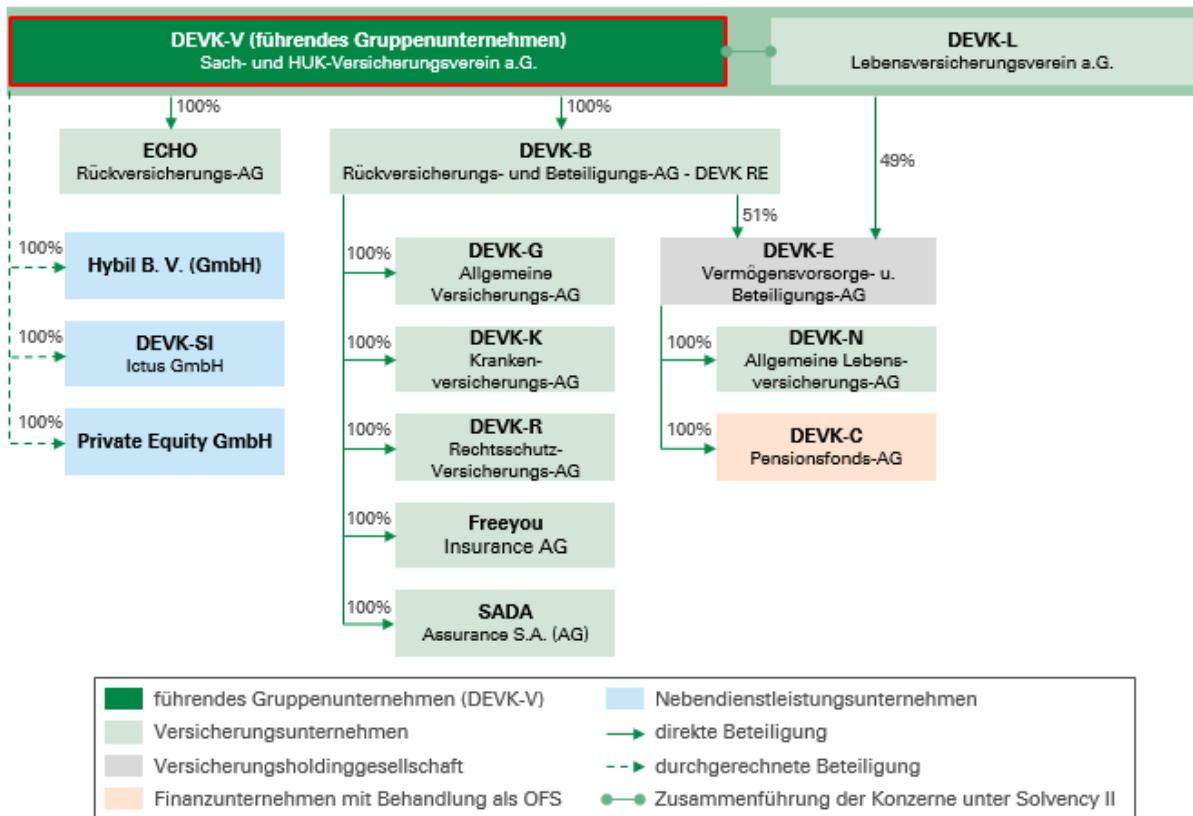 DEVK-V (führendes Gruppenunternehmen)
Sach- und HUK-Versicherungsverein a.G.
DEVK-L
Lebensversicherungsverein a.G.
100%
100%
49%
ECHO
Rückversicherungs-AG
DEVK-B
Rückversicherungs- und Beteiligungs-AG - DEVK RE
51%
100%
Hybil B. V. (GmbH)
100%
DEVK-SI
Ictus GmbH
100%
Private Equity GmbH
100%
DEVK-G
Allgemeine
Versicherungs-AG
100%
DEVK-K
Kranken-
versicherungs-AG
100%
DEVK-R
Rechtsschutz-
Versicherungs-AG
100%
Freeyou
Insurance AG
100%
SADA
Assurance S.A. (AG)
DEVK-E
Vermögensvorsorge- u.
Beteiligungs-AG
100%
DEVK-N
Allgemeine Lebens-
versicherungs-AG
100%
DEVK-C
Pensionsfonds-AG
führendes Gruppenunternehmen (DEVK-V)
Versicherungsunternehmen
Versicherungsholdinggesellschaft
Finanzunternehmen mit Behandlung als OFS
Nebendienstleistungsunternehmen
direkte Beteiligung
durchgerechnete Beteiligung
Zusammenführung der Konzerne unter Solvency II